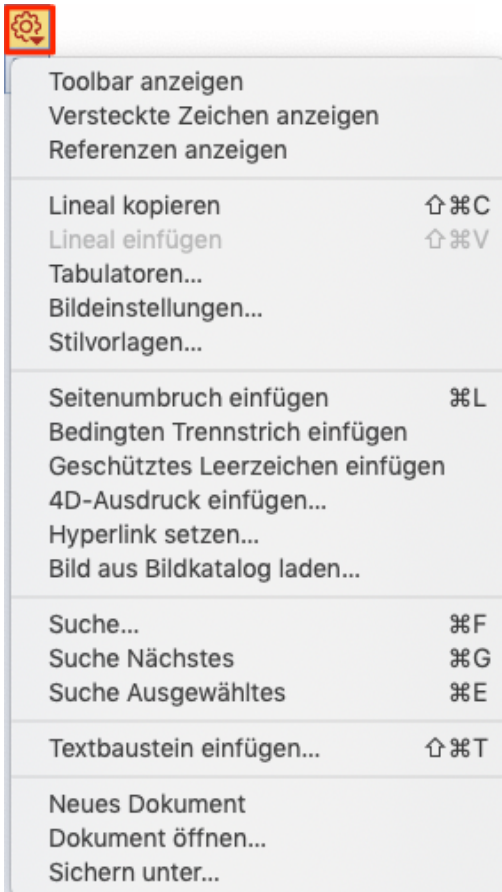 Toolbar anzeigen
Versteckte Zeichen anzeigen
Referenzen anzeigen
Lineal kopieren ⇧⌘C
Lineal einfügen ⇧⌘V
Tabulatoren...
Bildeinstellungen...
Stilvorlagen...
Seitenumbruch einfügen ⌘L
Bedingten Trennstrich einfügen
Geschütztes Leerzeichen einfügen
4D-Ausdruck einfügen...
Hyperlink setzen...
Bild aus Bildkatalog laden...
Suche... ⌘F
Suche Nächstes ⌘G
Suche Ausgewähltes ⌘E
Textbaustein einfügen... ⇧⌘T
Neues Dokument
Dokument öffnen...
Sichern unter...